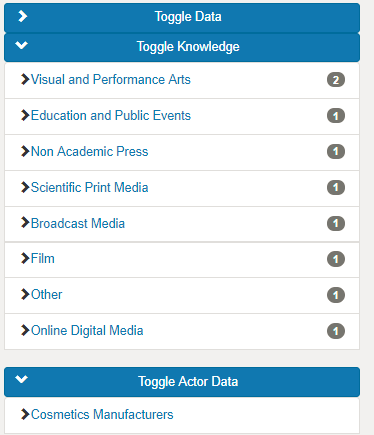 Toggle Data
Toggle Knowledge
Visual and Performance Arts 2
Education and Public Events 1
Non Academic Press 1
Scientific Print Media 1
Broadcast Media 1
Film 1
Other 1
Online Digital Media 1
Toggle Actor Data
Cosmetics Manufacturers